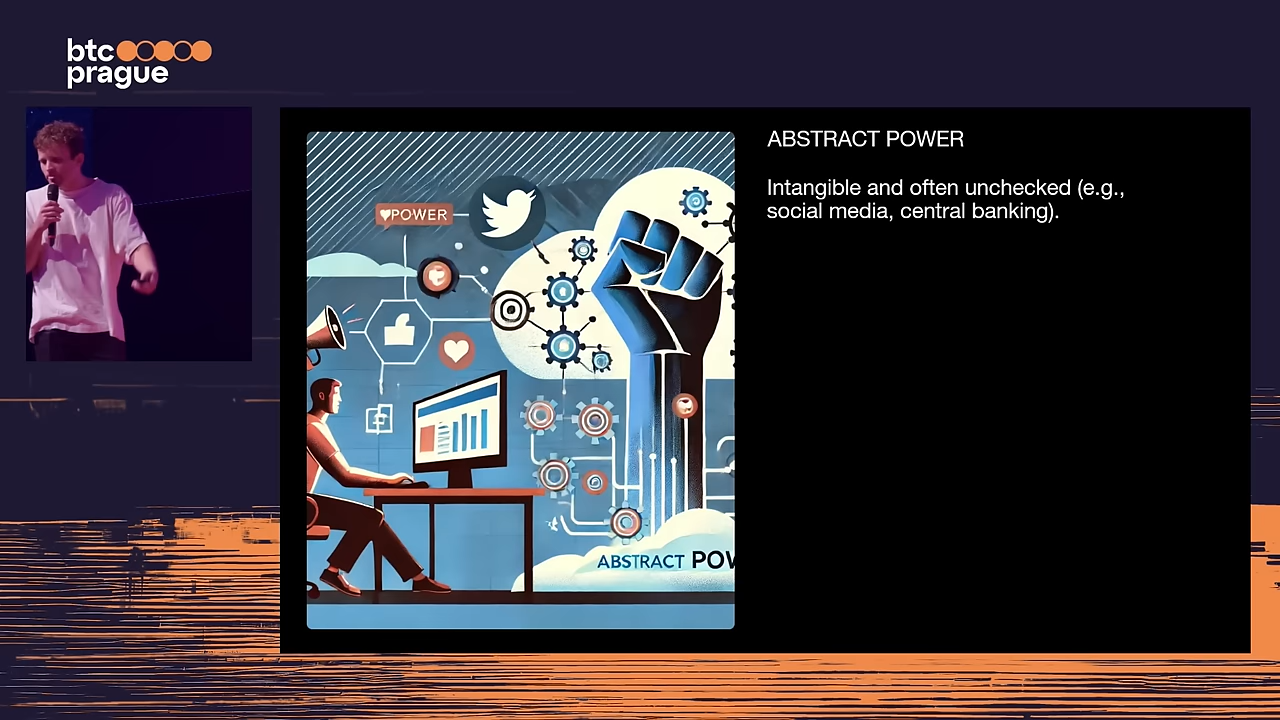 btc
prague
ABSTRACT POWER
Intangible and often unchecked (e.g.,
social media, central banking).
POWER
ABSTRACT POW